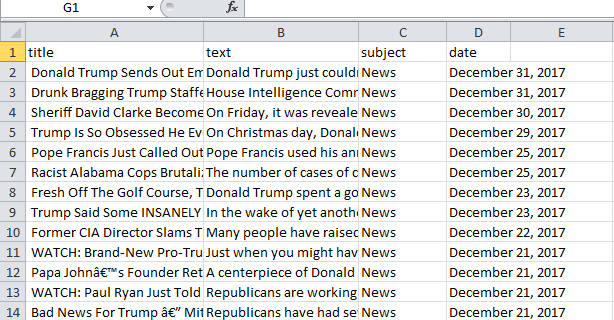 G1 fx
A B C D E
1 title text subject date
2 Donald Trump Sends Out Em Donald Trump just couldn News December 31, 2017
3 Drunk Bragging Trump Staffe House Intelligence Comm News December 31, 2017
4 Sheriff David Clarke Become On Friday, it was revealed News December 30, 2017
5 Trump Is So Obsessed He Eve On Christmas day, Donald News December 29, 2017
6 Pope Francis Just Called Out Pope Francis used his ann News December 25, 2017
7 Racist Alabama Cops Brutaliz The number of cases of c News December 25, 2017
8 Fresh Off The Golf Course, T Donald Trump spent a go News December 23, 2017
9 Trump Said Some INSANELY In the wake of yet anothe News December 23, 2017
10 Former CIA Director Slams T Many people have raised News December 22, 2017
11 WATCH: Brand-New Pro-Tru Just when you might hav News December 21, 2017
12 Papa Johnâ€™s Founder Ret A centerpiece of Donald News December 21, 2017
13 WATCH: Paul Ryan Just Told Republicans are working News December 21, 2017
14 Bad News For Trump â€” Mit Republicans have had se News December 21, 2017